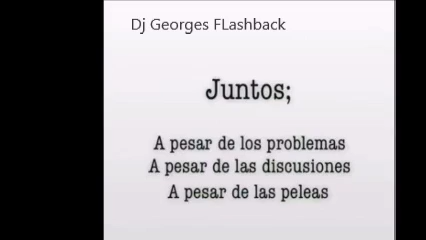 Dj Georges FLashback
Juntos;
A pesar de los problemas
A pesar de las discusiones
A pesar de las peleas